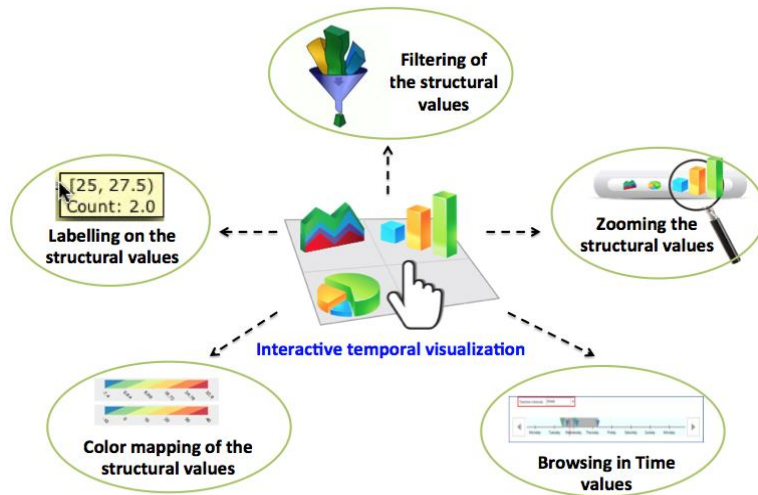 Filtering of
the structural
values
[25, 27.5)
Count: 2.0
Labelling on the
structural values
Zooming the
structural values
Interactive temporal visualization
Color mapping of the
structural values
Browsing in Time
values